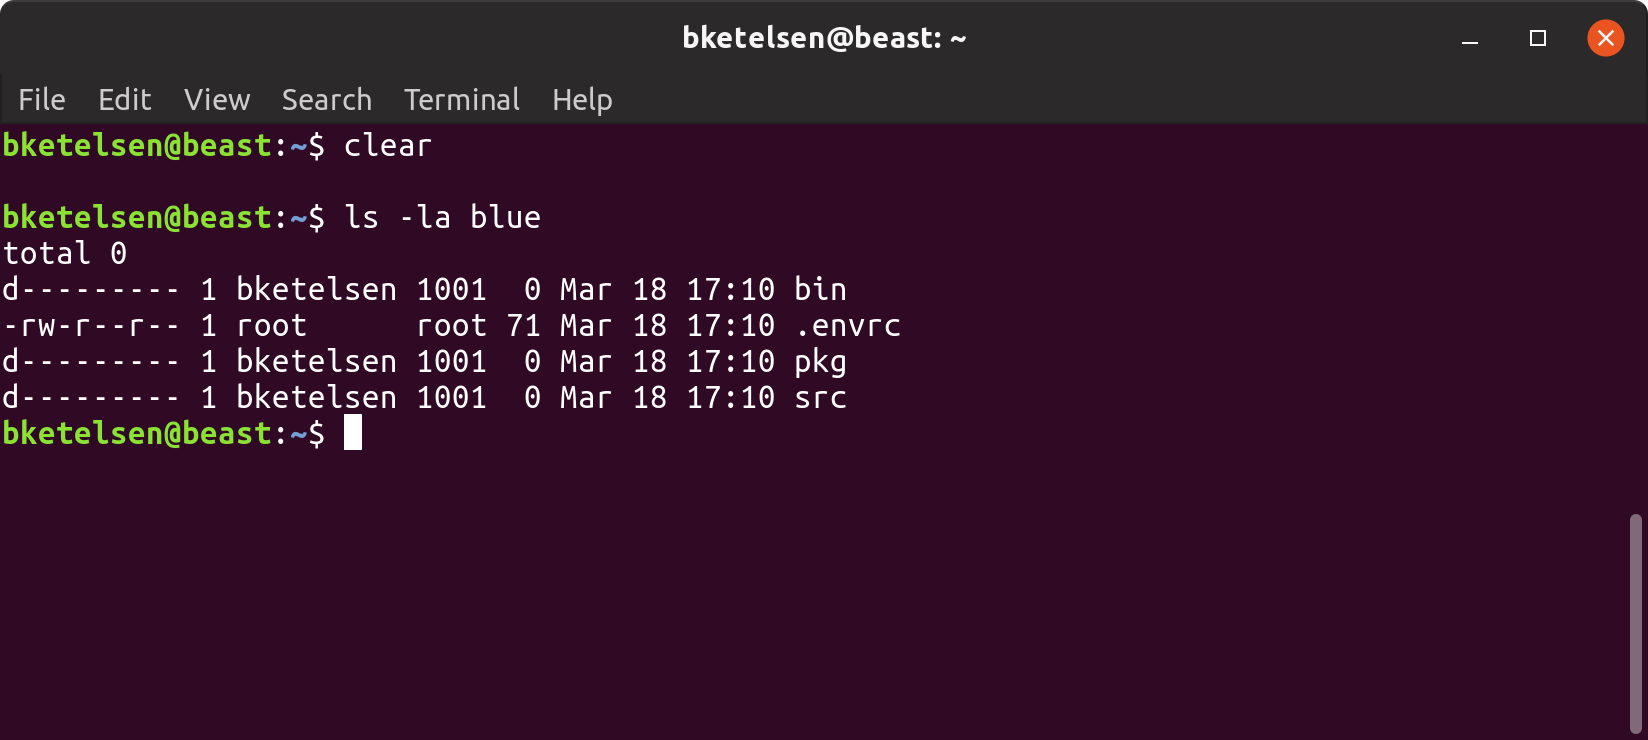 bketelsen@beast: ~
File Edit View Search Terminal Help
bketelsen@beast:~$ clear
bketelsen@beast:~$ ls -la blue
total 0
d--------- 1 bketelsen 1001  0 Mar 18 17:10 bin
-rw-r--r-- 1 root      root 71 Mar 18 17:10 .envrc
d--------- 1 bketelsen 1001  0 Mar 18 17:10 pkg
d--------- 1 bketelsen 1001  0 Mar 18 17:10 src
bketelsen@beast:~$